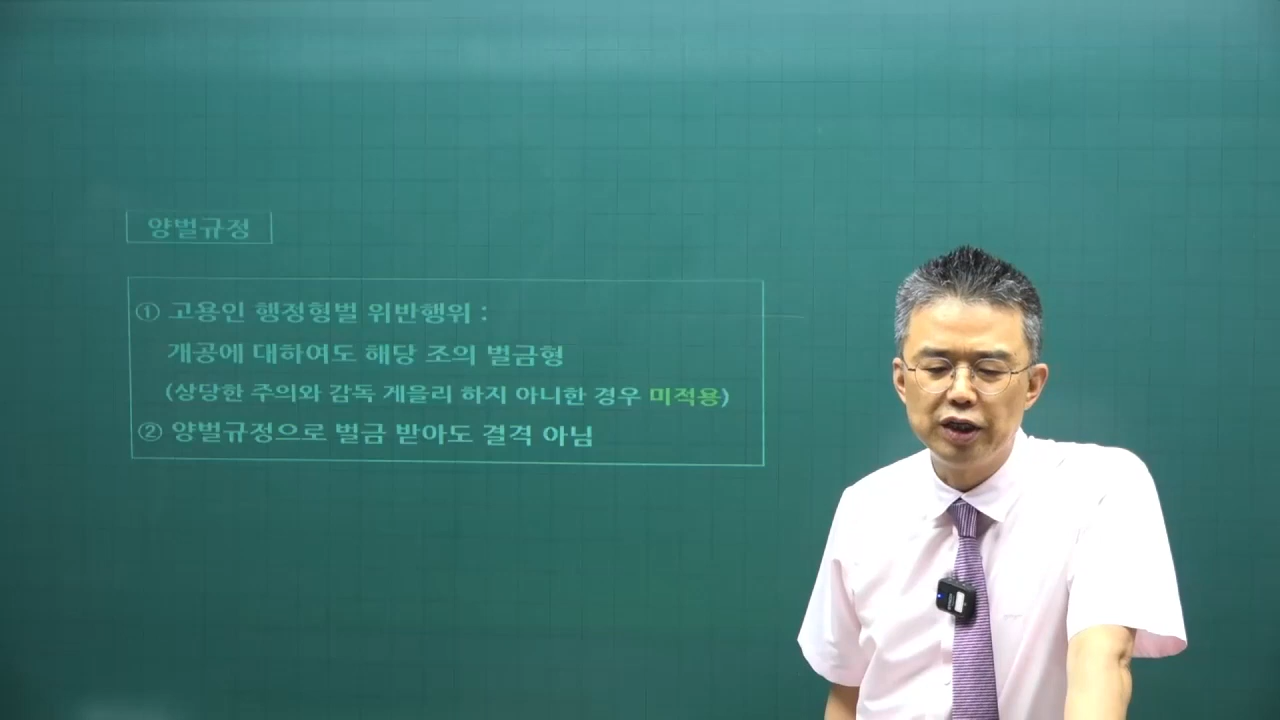 양벌규정
① 고용인 행정형벌 위반행위 :
개공에 대하여도 해당 조의 벌금형
(상당한 주의와 감독 게을리 하지 아니한 경우 미적용)
② 양벌규정으로 벌금 받아도 결격 아님